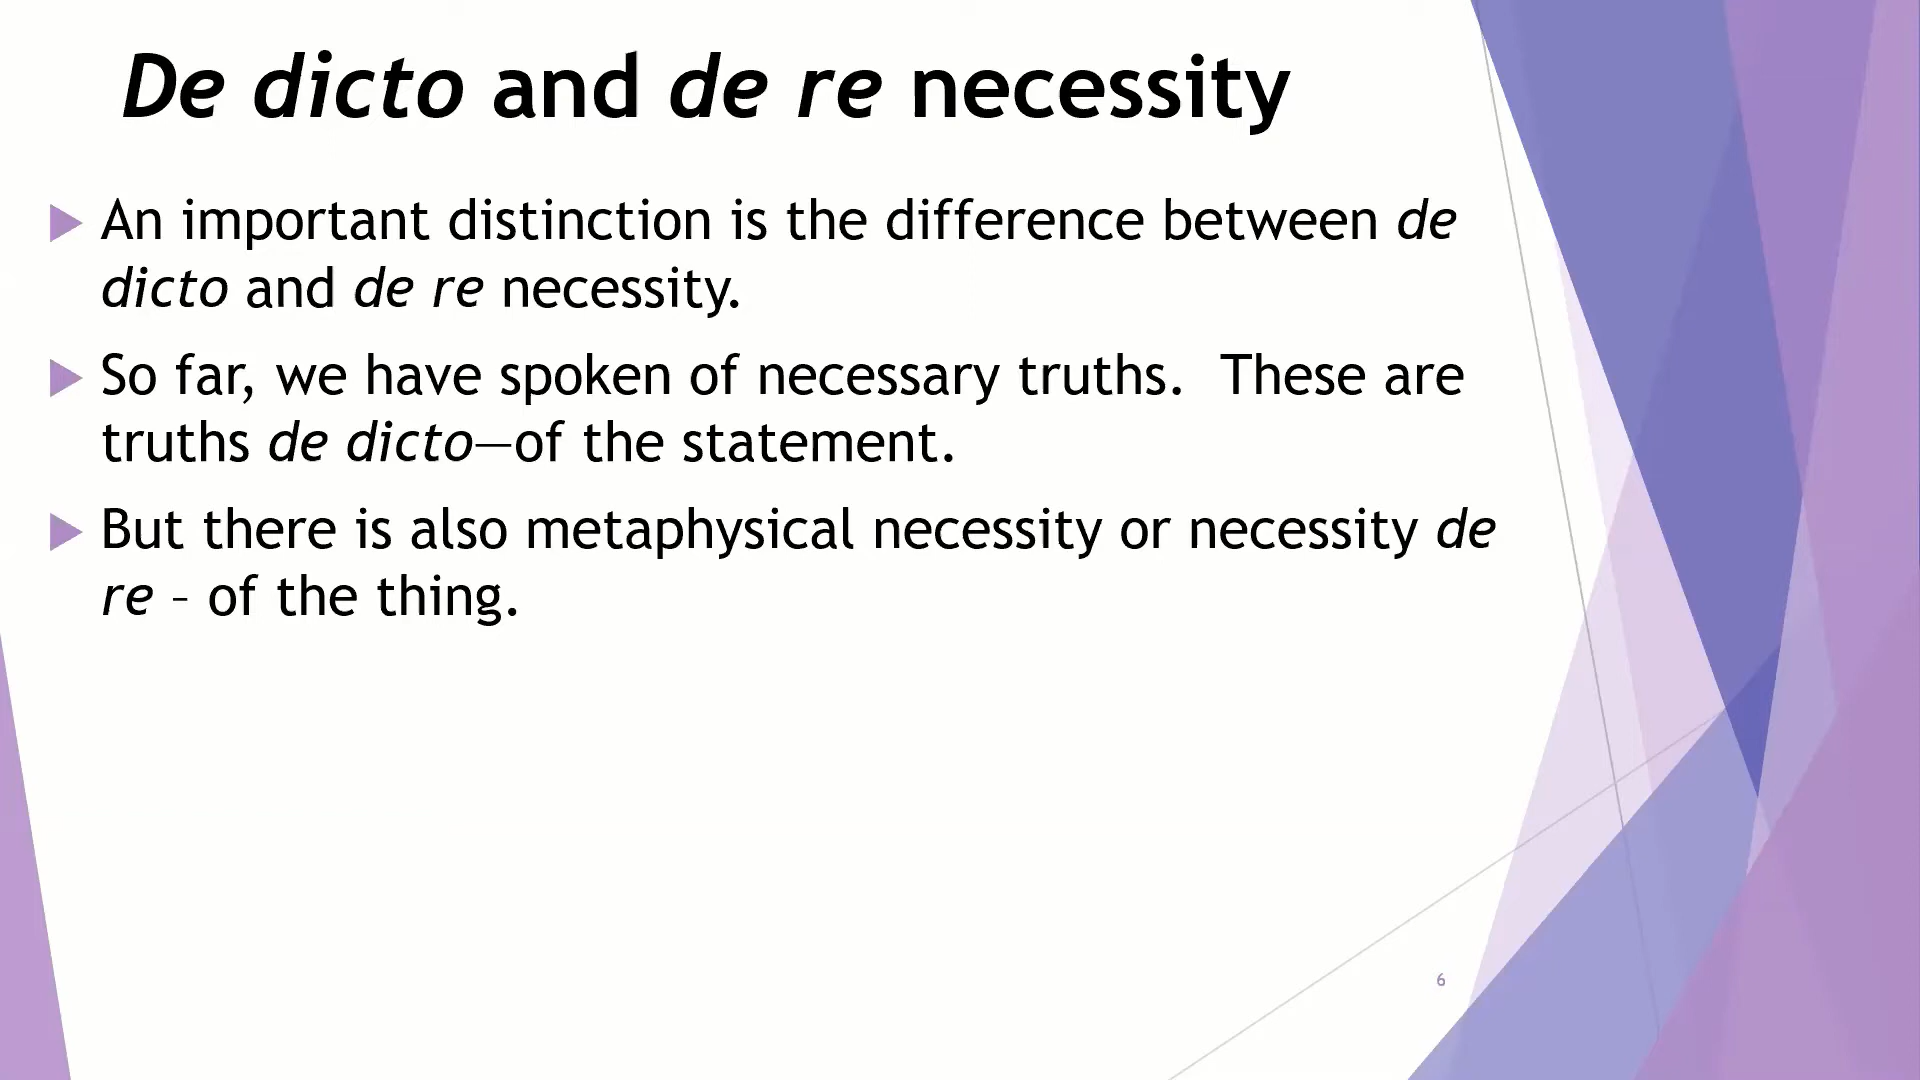 De dicto and de re necessity
An important distinction is the difference between de
dicto and de re necessity.
So far, we have spoken of necessary truths.  These are
truths de dicto—of the statement.
But there is also metaphysical necessity or necessity de
re – of the thing.
6